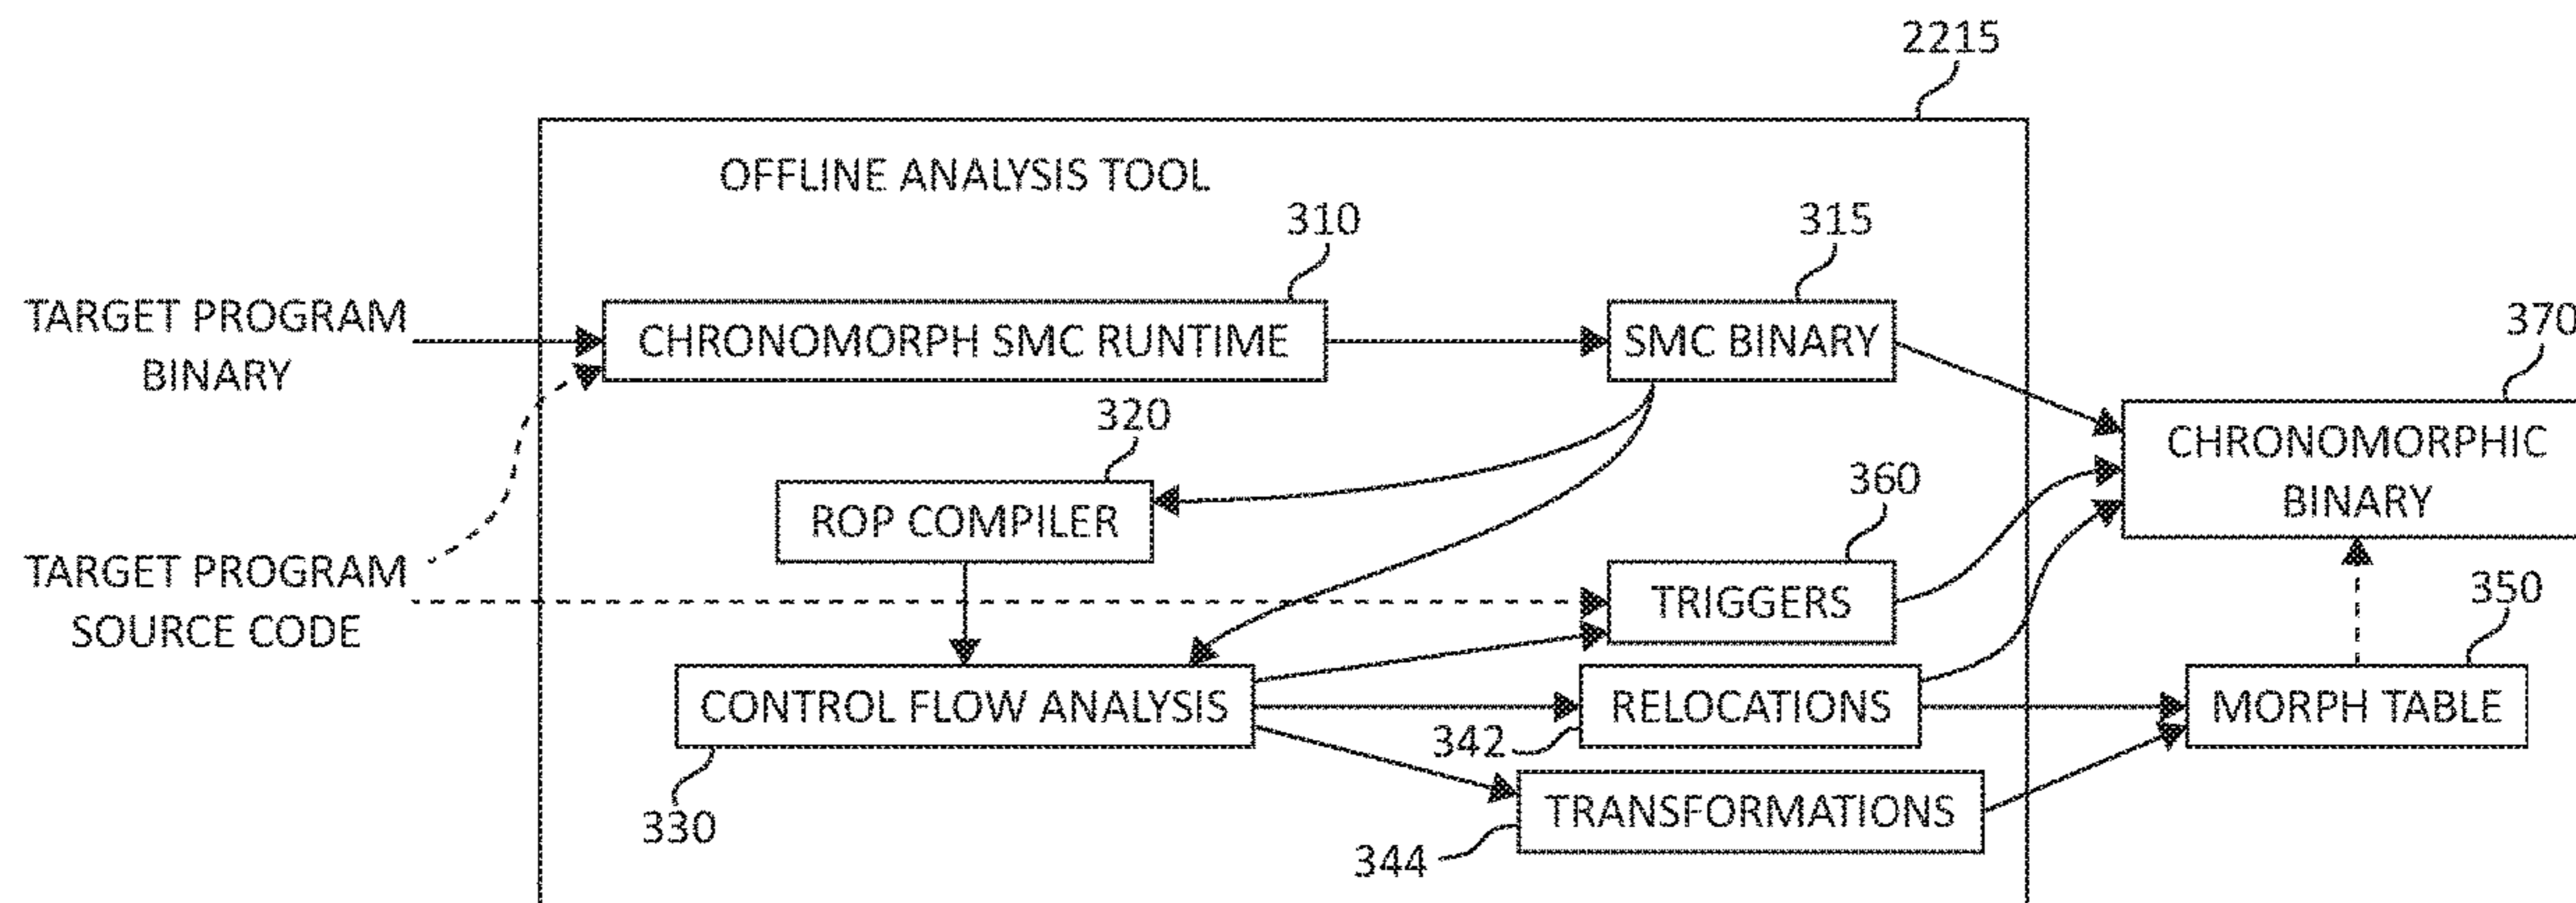 2215
OFFLINE ANALYSIS TOOL
310
315
TARGET PROGRAM
BINARY
CHRONOMORPH SMC RUNTIME
SMC BINARY
370
320
CHRONOMORPHIC
BINARY
ROP COMPILER
360
TARGET PROGRAM
SOURCE CODE
TRIGGERS
350
CONTROL FLOW ANALYSIS
RELOCATIONS
MORPH TABLE
342
330
TRANSFORMATIONS
344